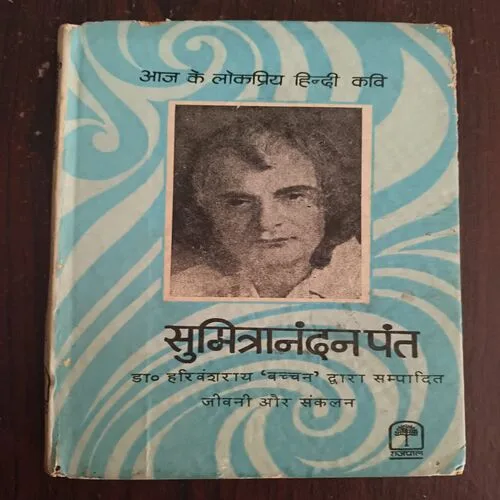 आज के लोकप्रिय हिन्दी कवि
सुमित्रानंदन पंत
डा० हरिवंशराय ‘बच्चन’ द्वारा सम्पादित
जीवनी और संकलन
राजपाल